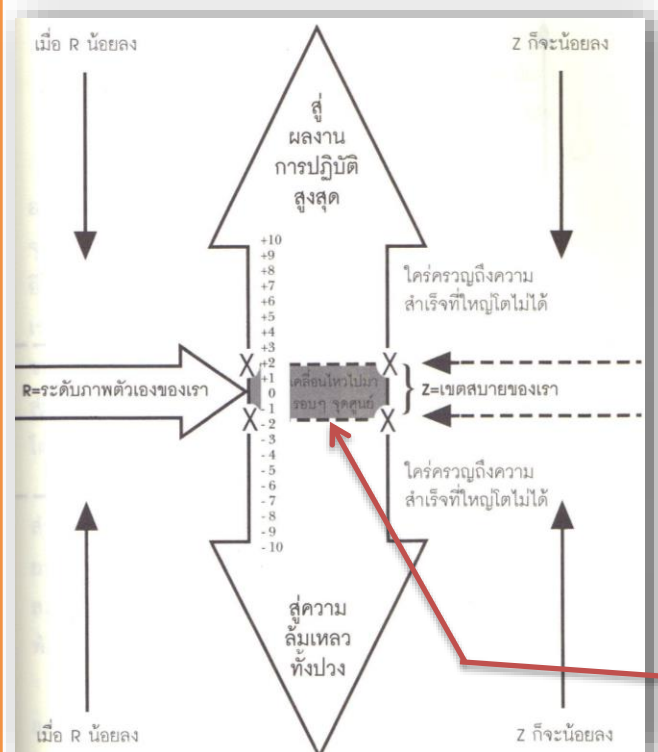 เมื่อ R น้อยลง
Z ก็จะน้อยลง
สู่
ผลงาน
การปฏิบัติ
สูงสุด
+10
+9
+8
+7
+6
+5
+4
+3
+2
+1
0
-1
-2
-3
-4
-5
-6
-7
-8
-9
-10
ใคร่ครวญถึงความ
สำเร็จที่ใหญ่โตไม่ได้
X
X
R=ระดับภาพตัวเองของเรา
เคลื่อนไหวไปมา
รอบๆ จุดศูนย์
Z=เขตสบายของเรา
X
X
ใคร่ครวญถึงความ
สำเร็จที่ใหญ่โตไม่ได้
สู่ความ
ล้มเหลว
ทั้งปวง
เมื่อ R น้อยลง
Z ก็จะน้อยลง